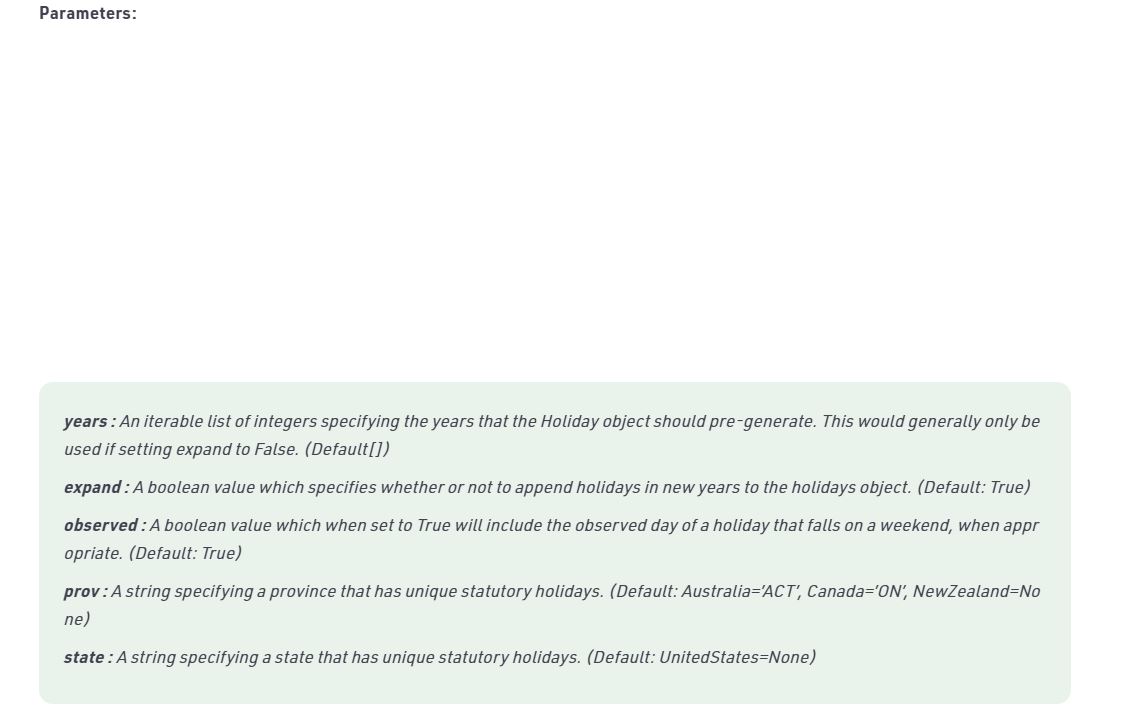 Parameters:
years : An iterable list of integers specifying the years that the Holiday object should pre-generate. This would generally only be
used if setting expand to False. (Default[])
expand : A boolean value which specifies whether or not to append holidays in new years to the holidays object. (Default: True)
observed : A boolean value which when set to True will include the observed day of a holiday that falls on a weekend, when appr
opriate. (Default: True)
prov : A string specifying a province that has unique statutory holidays. (Default: Australia=’ACT’, Canada=’ON’, NewZealand=No
ne)
state : A string specifying a state that has unique statutory holidays. (Default: UnitedStates=None)